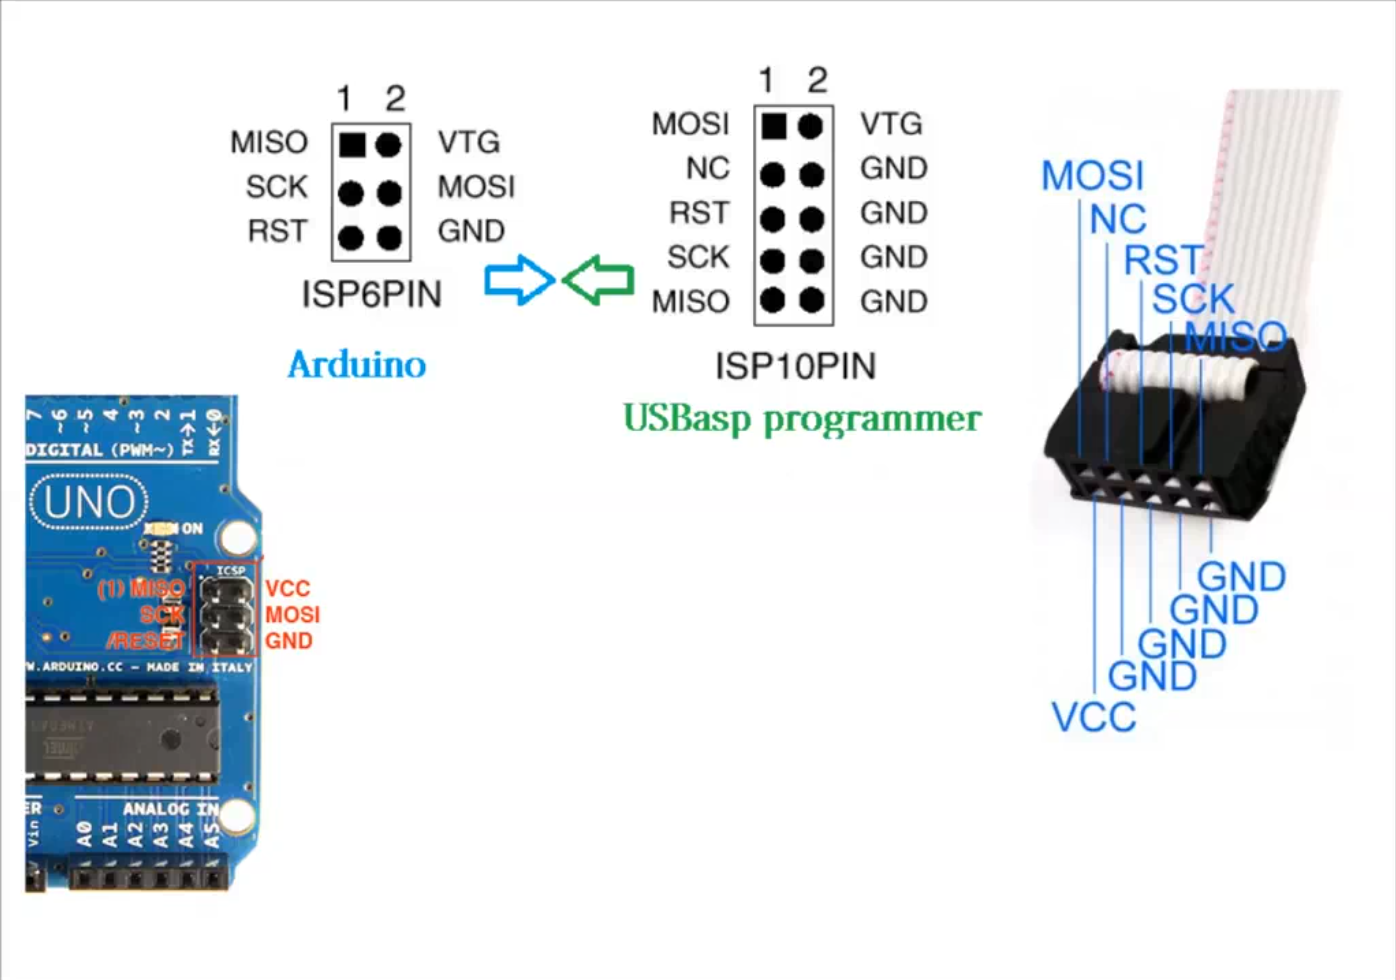 1 2
MISO VTG
SCK MOSI
RST GND
ISP6PIN
Arduino
1 2
MOSI VTG
NC GND
RST GND
SCK GND
MISO GND
ISP10PIN
USBasp programmer
MOSI
NC
RST
SCK
MISO
GND
GND
GND
GND
VCC
7 ~6 ~5 4 ~3 2 TX→1 RX←0
DIGITAL (PWM~)
UNO
ON
ICSP
(1) MISO VCC
SCK MOSI
/RESET GND
W.ARDUINO.CC - MADE IN ITALY
ER ANALOG IN
Vin A0 A1 A2 A3 A4 A5